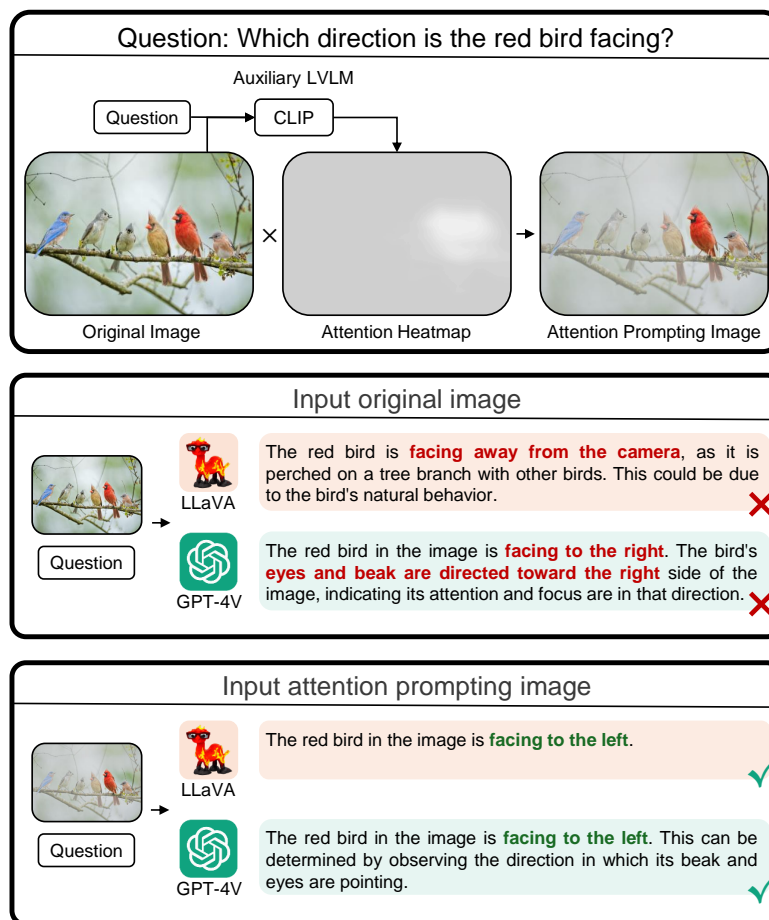 Question: Which direction is the red bird facing?
Auxiliary LVLM
Question
CLIP
×
Original Image
Attention Heatmap
Attention Prompting Image
Input original image
LLaVA
The red bird is facing away from the camera, as it is
perched on a tree branch with other birds. This could be due
to the bird's natural behavior.
Question
GPT-4V
The red bird in the image is facing to the right. The bird's
eyes and beak are directed toward the right side of the
image, indicating its attention and focus are in that direction.
Input attention prompting image
LLaVA
The red bird in the image is facing to the left.
Question
GPT-4V
The red bird in the image is facing to the left. This can be
determined by observing the direction in which its beak and
eyes are pointing.